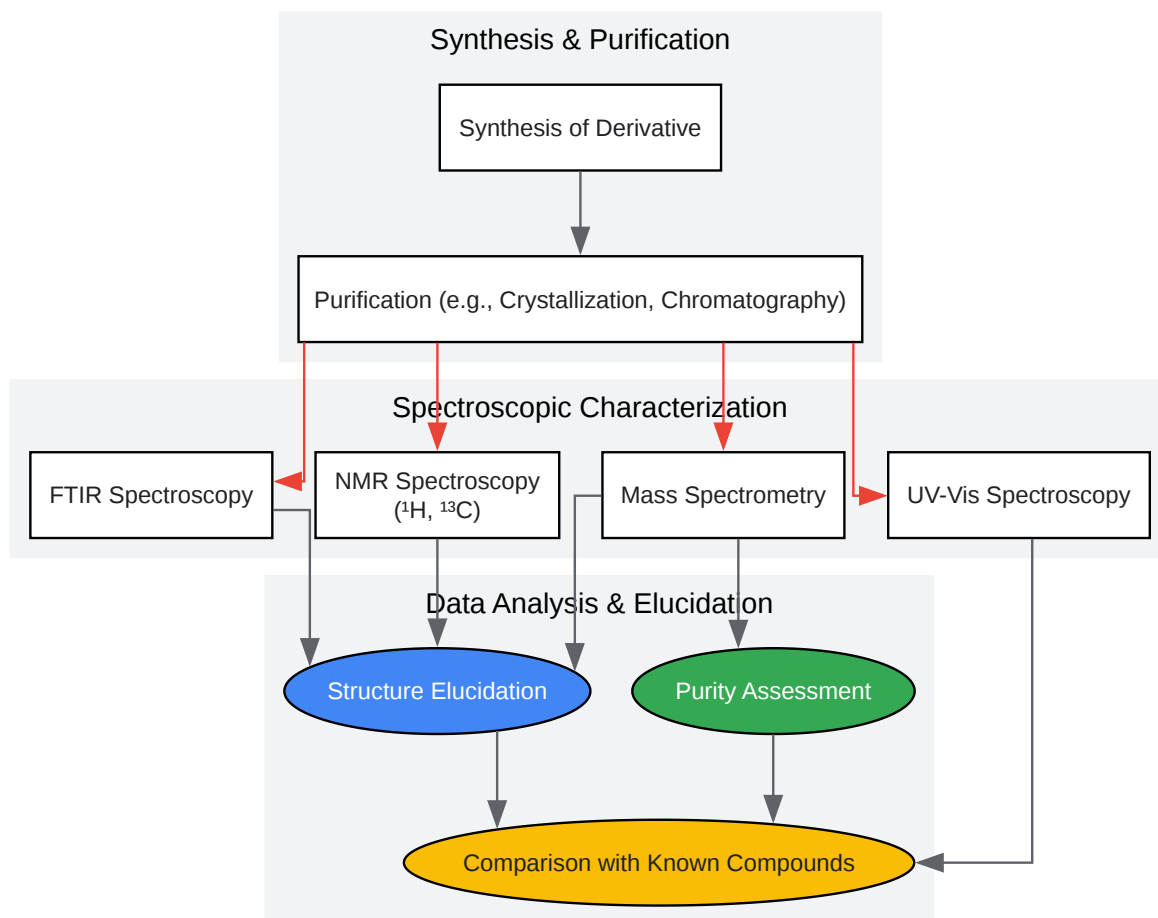 Synthesis & Purification
Synthesis of Derivative
Purification (e.g., Crystallization, Chromatography)
Spectroscopic Characterization
FTIR Spectroscopy
NMR Spectroscopy
(¹H, ¹³C)
Mass Spectrometry
UV-Vis Spectroscopy
Data Analysis & Elucidation
Structure Elucidation
Purity Assessment
Comparison with Known Compounds